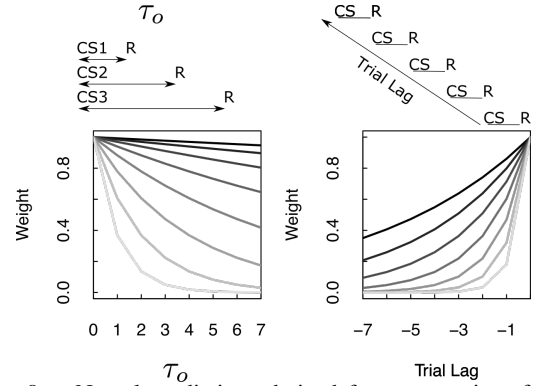 τo
CS1 R
CS2 R
CS3 R
CS R
CS R
CS R
CS R
CS R
Trial Lag
Weight
0.0 0.4 0.8
0 1 2 3 4 5 6 7
τo
Weight
0.0 0.4 0.8
−7 −5 −3 −1
Trial Lag